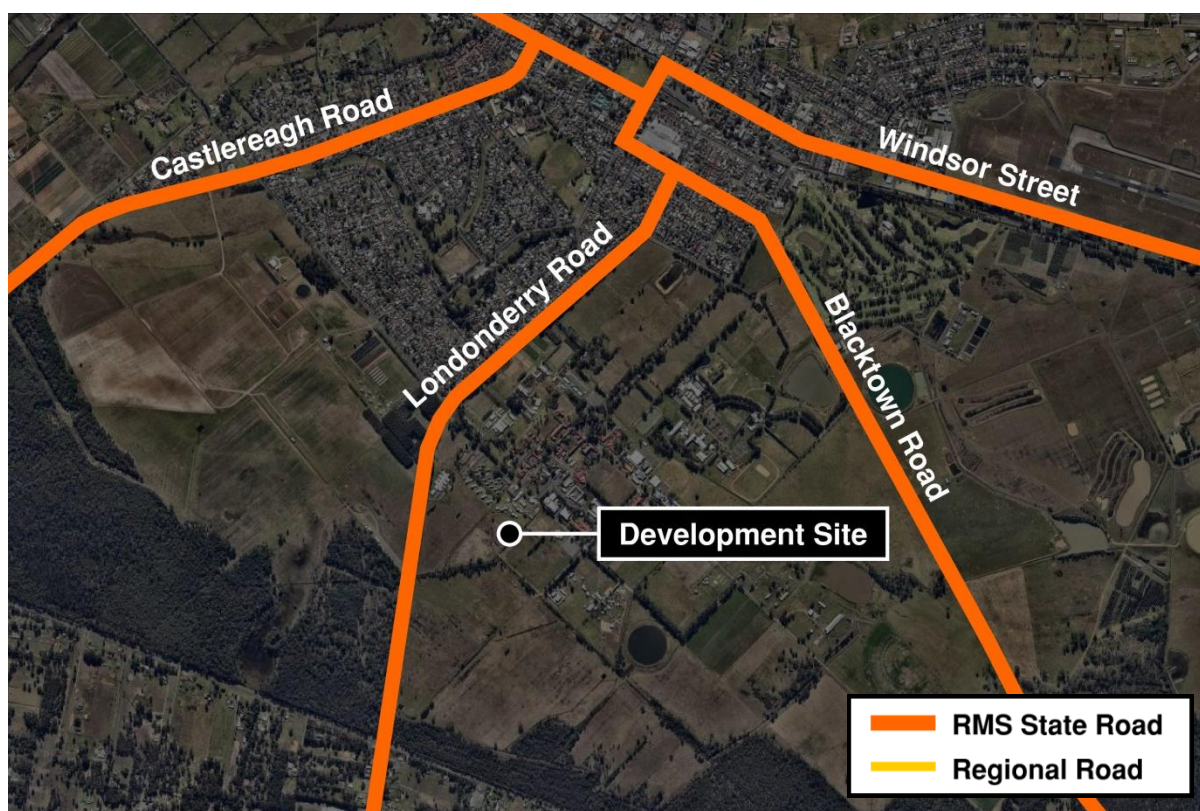 Castlereagh Road
Windsor Street
Londonderry Road
Blacktown Road
Development Site
RMS State Road
Regional Road